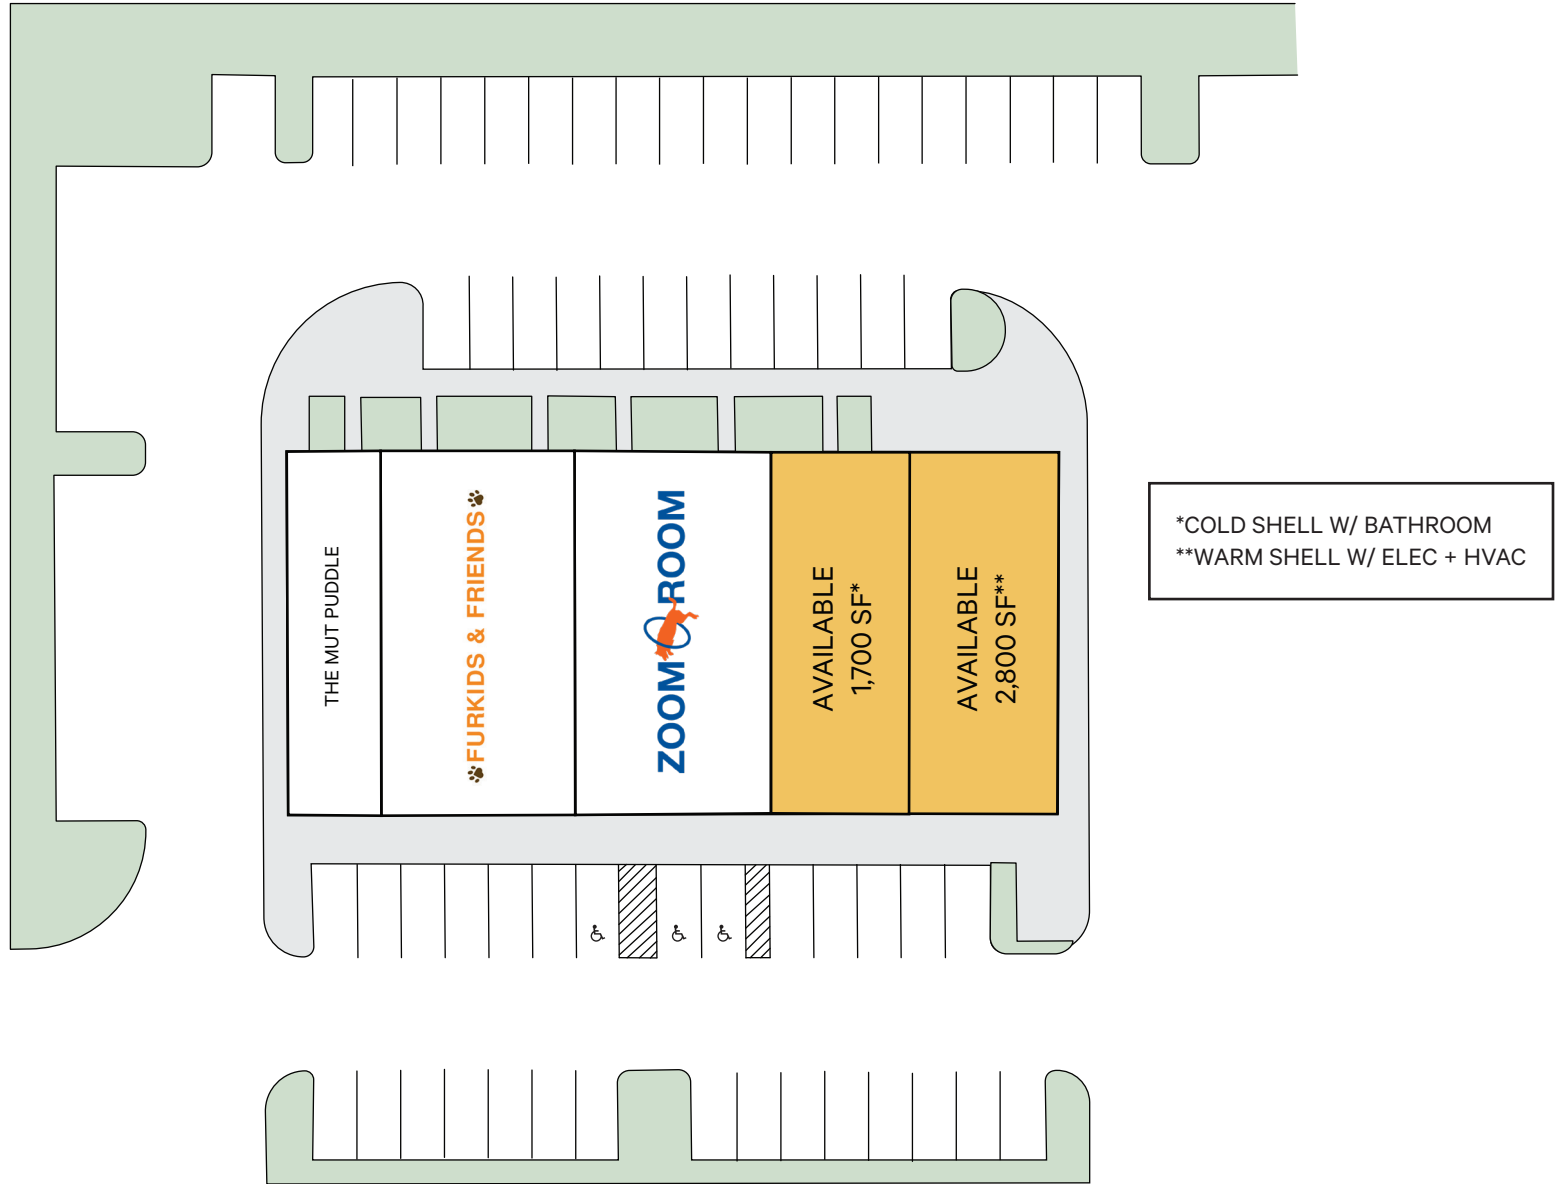 THE MUT PUDDLE
FURKIDS & FRIENDS
ZOOM ROOM
AVAILABLE
1,700 SF*
AVAILABLE
2,800 SF**
*COLD SHELL W/ BATHROOM
**WARM SHELL W/ ELEC + HVAC